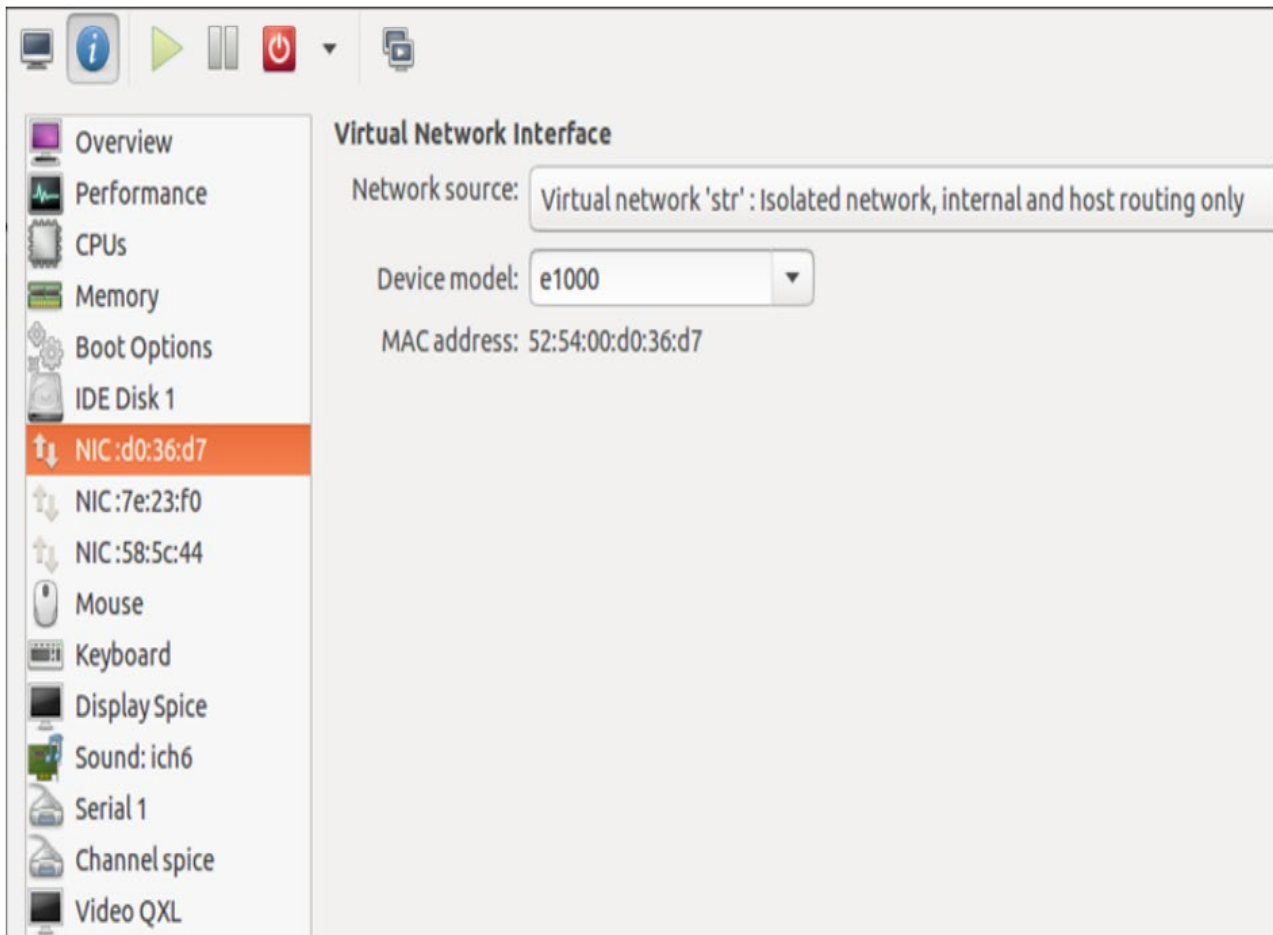 Overview
Performance
CPUs
Memory
Boot Options
IDE Disk 1
NIC :d0:36:d7
NIC :7e:23:f0
NIC :58:5c:44
Mouse
Keyboard
Display Spice
Sound: ich6
Serial 1
Channel spice
Video QXL
Virtual Network Interface
Network source: Virtual network 'str' : Isolated network, internal and host routing only
Device model: e1000
MAC address: 52:54:00:d0:36:d7